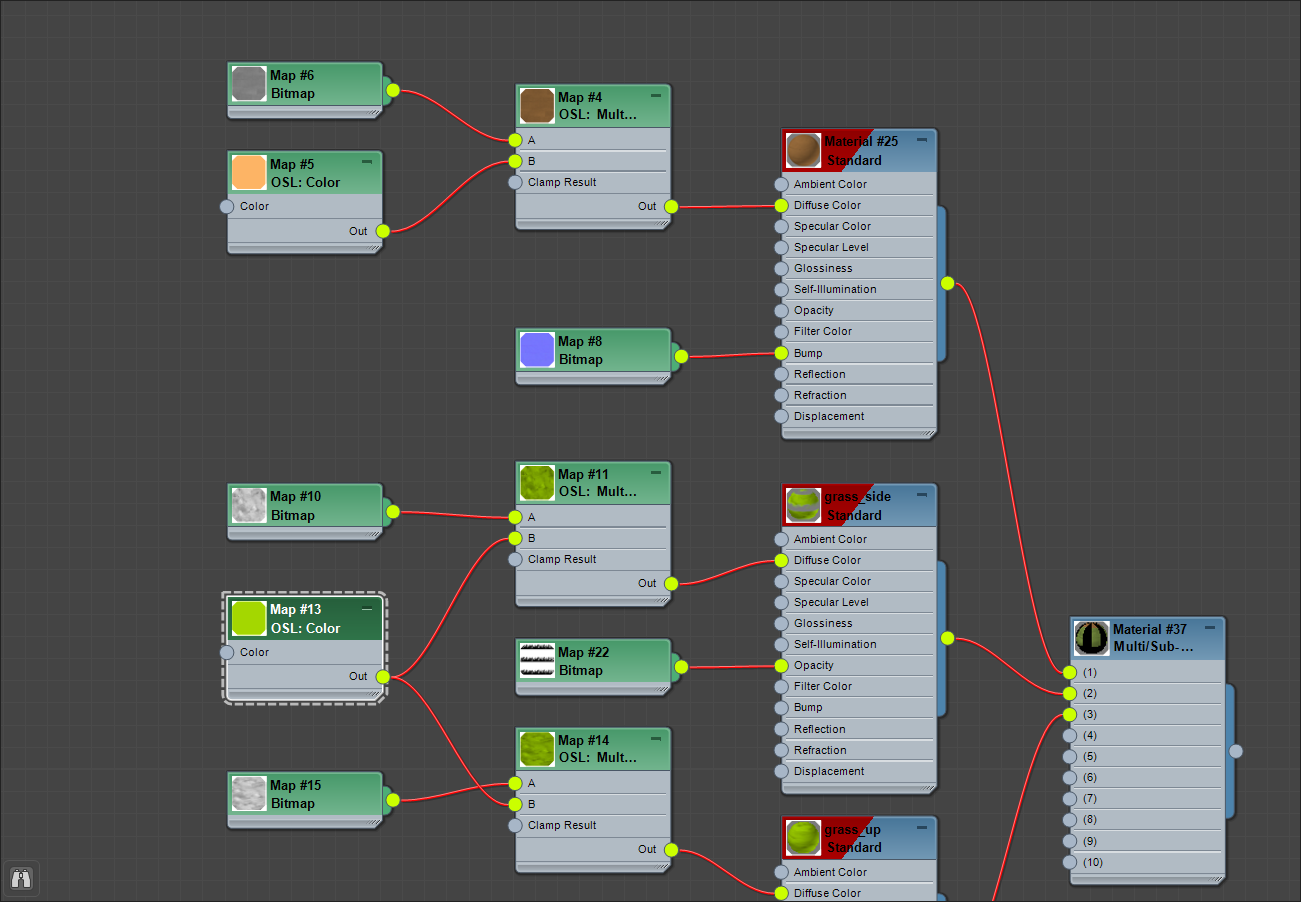 Map #6
Bitmap
Map #5
OSL: Color
Color
Out
Map #4
OSL:  Mult...
A
B
Clamp Result
Out
Material #25
Standard
Ambient Color
Diffuse Color
Specular Color
Specular Level
Glossiness
Self-Illumination
Opacity
Filter Color
Bump
Reflection
Refraction
Displacement
Map #8
Bitmap
Map #10
Bitmap
Map #11
OSL:  Mult...
A
B
Clamp Result
Out
Map #13
OSL: Color
Color
Out
Map #22
Bitmap
grass_side
Standard
Ambient Color
Diffuse Color
Specular Color
Specular Level
Glossiness
Self-Illumination
Opacity
Filter Color
Bump
Reflection
Refraction
Displacement
Map #15
Bitmap
Map #14
OSL:  Mult...
A
B
Clamp Result
Out
grass_up
Standard
Ambient Color
Diffuse Color
Material #37
Multi/Sub-...
(1)
(2)
(3)
(4)
(5)
(6)
(7)
(8)
(9)
(10)